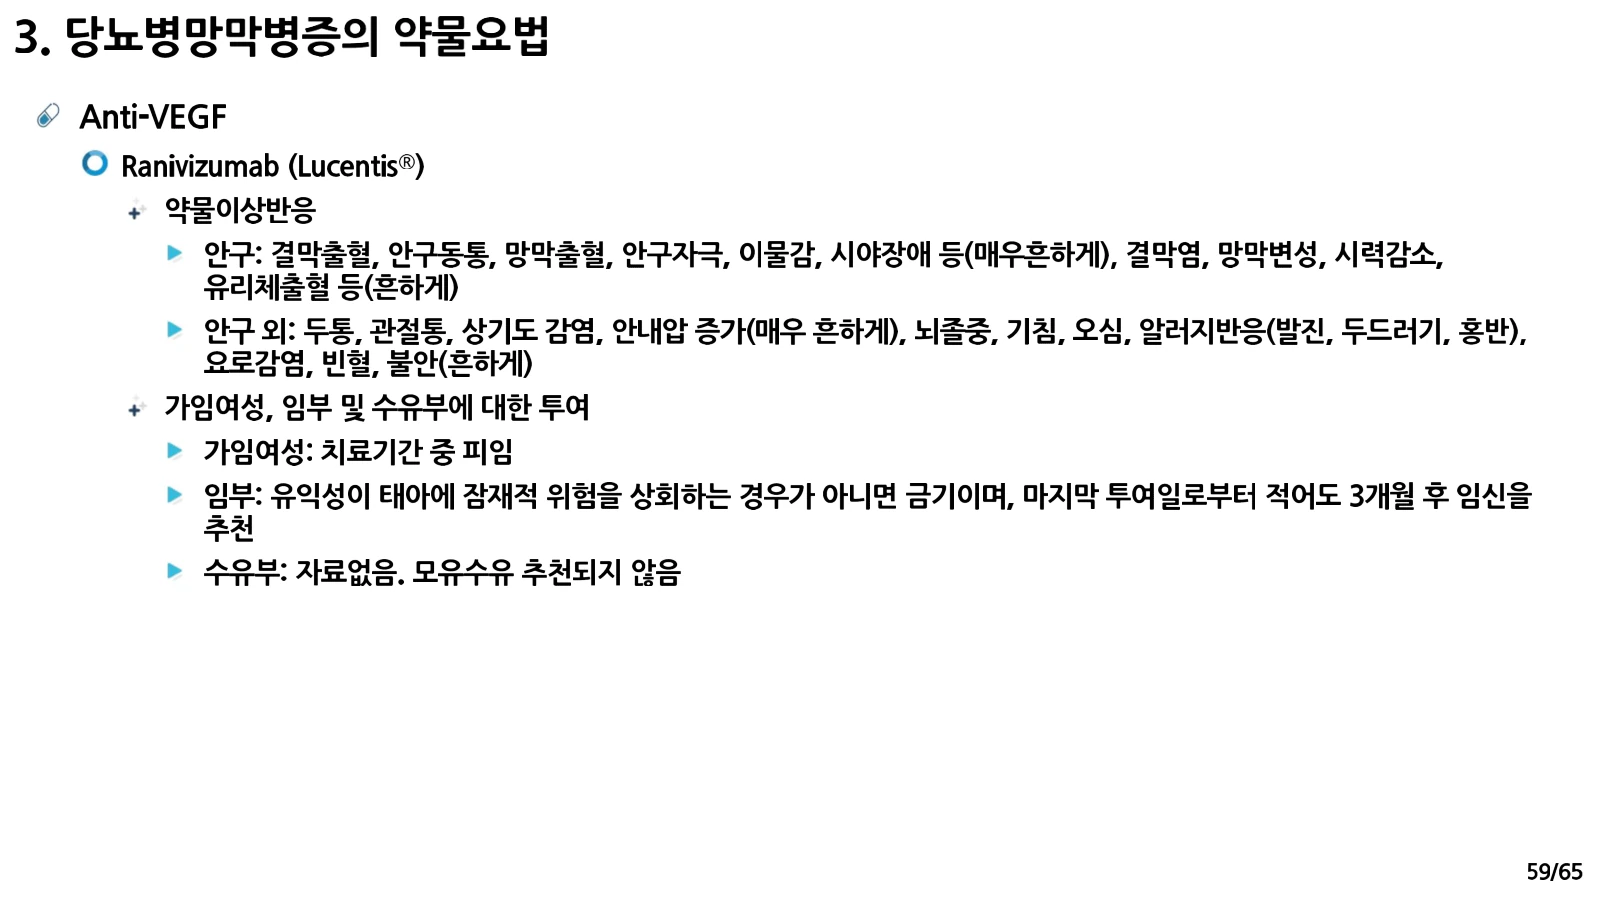 3. 당뇨병망막병증의 약물요법
Anti-VEGF
Ranivizumab (Lucentis®)
약물이상반응
안구: 결막출혈, 안구동통, 망막출혈, 안구자극, 이물감, 시야장애 등(매우흔하게), 결막염, 망막변성, 시력감소,
유리체출혈 등(흔하게)
안구 외: 두통, 관절통, 상기도 감염, 안내압 증가(매우 흔하게), 뇌졸중, 기침, 오심, 알러지반응(발진, 두드러기, 홍반),
요로감염, 빈혈, 불안(흔하게)
가임여성, 임부 및 수유부에 대한 투여
가임여성: 치료기간 중 피임
임부: 유익성이 태아에 잠재적 위험을 상회하는 경우가 아니면 금기이며, 마지막 투여일로부터 적어도 3개월 후 임신을
추천
수유부: 자료없음. 모유수유 추천되지 않음
59/65